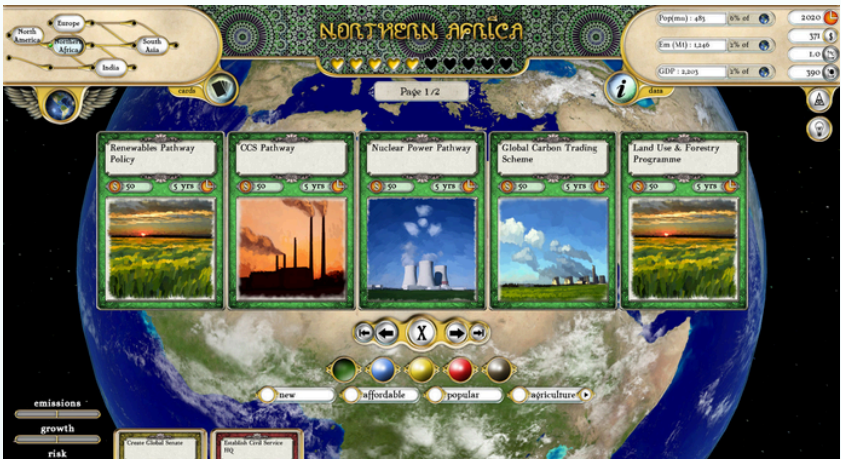 Europe
North
America
Northern
Africa
South
Asia
India
NORTHERN AFRICA
Pop(mn) : 483
6% of
2020
371
$
Em (Mt) : 1,246
2% of
1.0
GDP : 2,203
2% of
390
cards
Page 1/2
i
data
Renewables Pathway
Policy
50
5 yrs
CCS Pathway
50
5 yrs
Nuclear Power Pathway
50
5 yrs
Global Carbon Trading
Scheme
50
5 yrs
Land Use & Forestry
Programme
50
5 yrs
X
new
affordable
popular
agriculture
emissions
growth
risk
Create Global Senate
Establish Civil Service
HQ